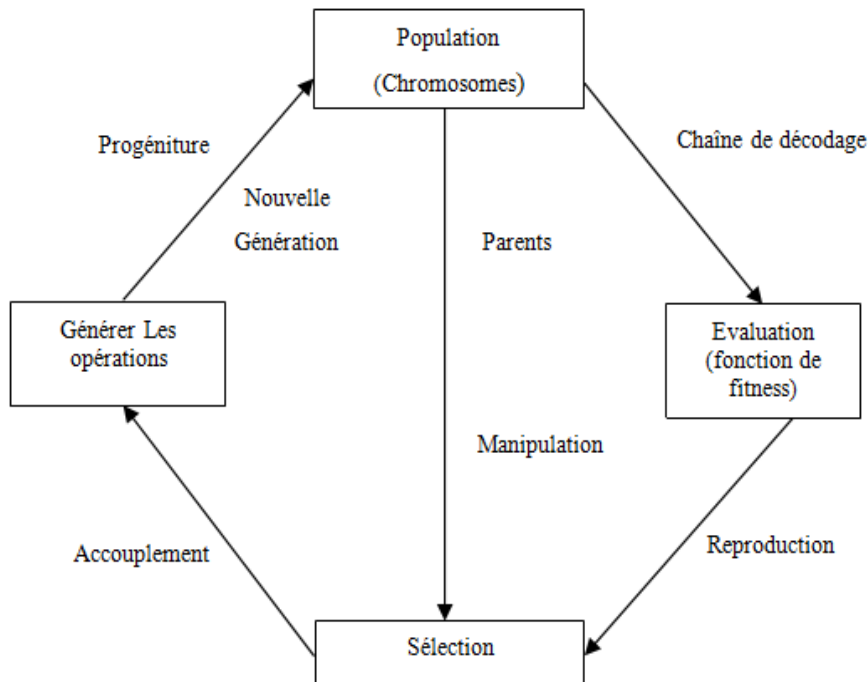 Population
(Chromosomes)
Progéniture
Chaîne de décodage
Nouvelle
Génération
Parents
Générer Les
opérations
Evaluation
(fonction de
fitness)
Manipulation
Accouplement
Reproduction
Sélection